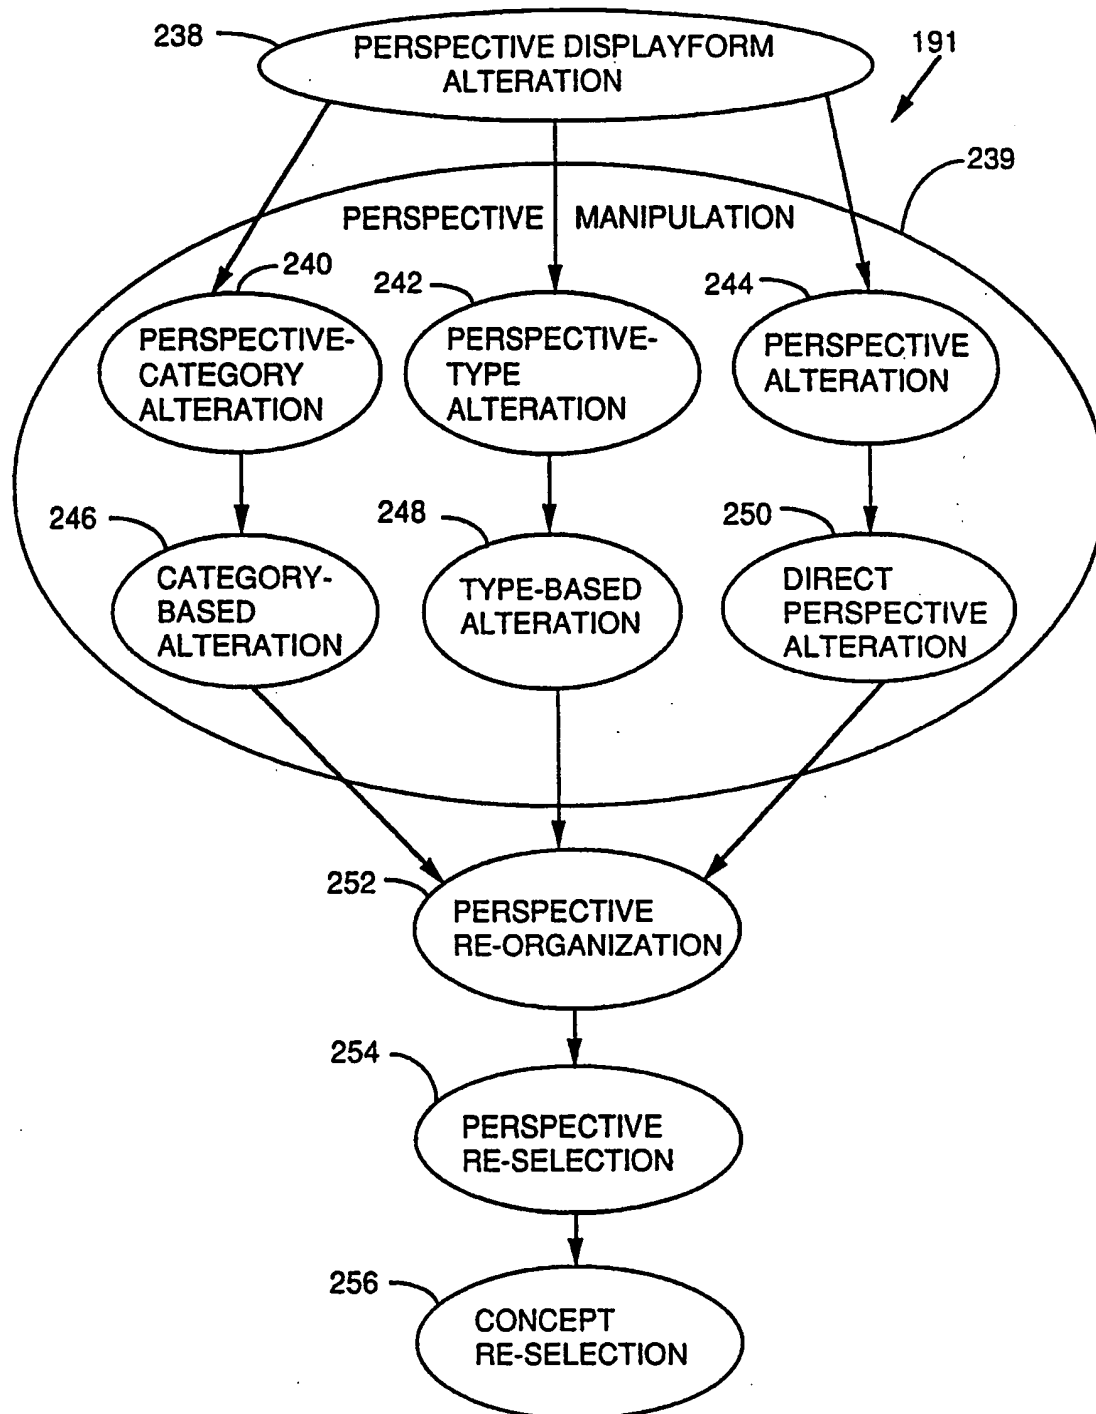 238
PERSPECTIVE DISPLAYFORM
ALTERATION
191
239
PERSPECTIVE MANIPULATION
240
242
244
PERSPECTIVE-
CATEGORY
ALTERATION
PERSPECTIVE-
TYPE
ALTERATION
PERSPECTIVE
ALTERATION
246
248
250
CATEGORY-
BASED
ALTERATION
TYPE-BASED
ALTERATION
DIRECT
PERSPECTIVE
ALTERATION
252
PERSPECTIVE
RE-ORGANIZATION
254
PERSPECTIVE
RE-SELECTION
256
CONCEPT
RE-SELECTION